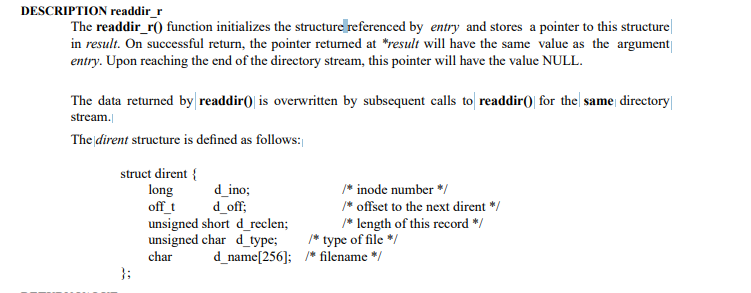 DESCRIPTION readdir_r
The readdir_r() function initializes the structure referenced by entry and stores a pointer to this structure
in result. On successful return, the pointer returned at *result will have the same value as the argument
entry. Upon reaching the end of the directory stream, this pointer will have the value NULL.
The data returned by readdir() is overwritten by subsequent calls to readdir() for the same directory
stream.
The dirent structure is defined as follows:
struct dirent {
long d_ino; /* inode number */
off_t d_off; /* offset to the next dirent */
unsigned short d_reclen; /* length of this record */
unsigned char d_type; /* type of file */
char d_name[256]; /* filename */
};